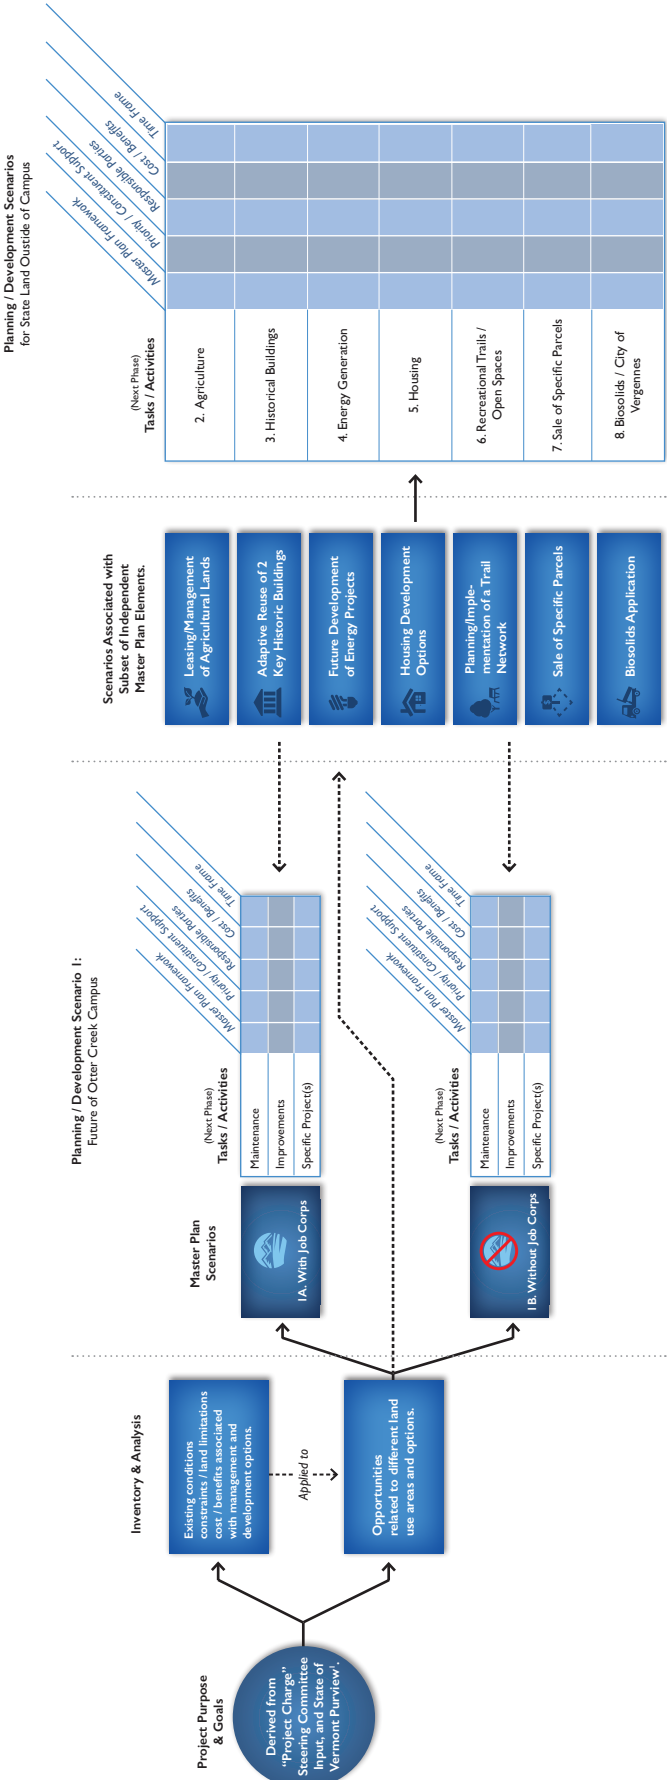 Project Purpose
& Goals
Derived from
“Project Charge”
Steering Committee
Input, and State of
Vermont Purview¹.
Inventory & Analysis
Existing conditions
constraints / land limitations
cost / benefits associated
with management and
development options.
Applied to
Opportunities
related to different land
use areas and options.
Planning / Development Scenario 1:
Future of Otter Creek Campus
Master Plan
Scenarios
1A. With Job Corps
(Next Phase)
Tasks / Activities
Master Plan Framework
Priority / Constituent Support
Responsible Parties
Cost / Benefits
Time Frame
Maintenance
Improvements
Specific Project(s)
1B. Without Job Corps
(Next Phase)
Tasks / Activities
Master Plan Framework
Priority / Constituent Support
Responsible Parties
Cost / Benefits
Time Frame
Maintenance
Improvements
Specific Project(s)
Scenarios Associated with
Subset of Independent
Master Plan Elements.
Leasing/Management
of Agricultural Lands
Adaptive Reuse of 2
Key Historic Buildings
Future Development
of Energy Projects
Housing Development
Options
Planning/Imple-
mentation of a Trail
Network
Sale of Specific Parcels
Biosolids Application
Planning / Development Scenarios
for State Land Oustide of Campus
(Next Phase)
Tasks / Activities
Master Plan Framework
Priority / Constituent Support
Responsible Parties
Cost / Benefits
Time Frame
2. Agriculture
3. Historical Buildings
4. Energy Generation
5. Housing
6. Recreational Trails /
Open Spaces
7. Sale of Specific Parcels
8. Biosolids / City of
Vergennes